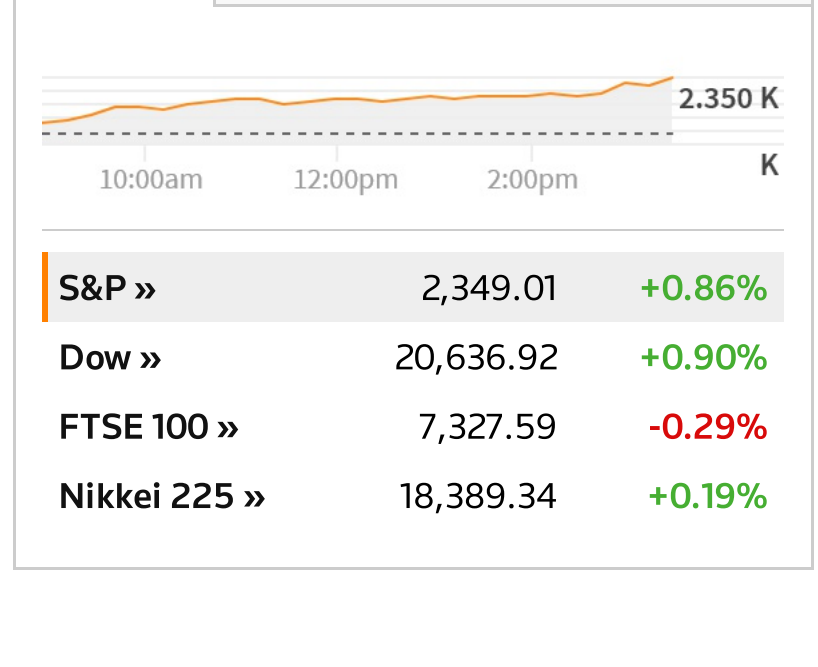 2.350 K
K
10:00am 12:00pm 2:00pm
S&P » 2,349.01 +0.86%
Dow » 20,636.92 +0.90%
FTSE 100 » 7,327.59 -0.29%
Nikkei 225 » 18,389.34 +0.19%